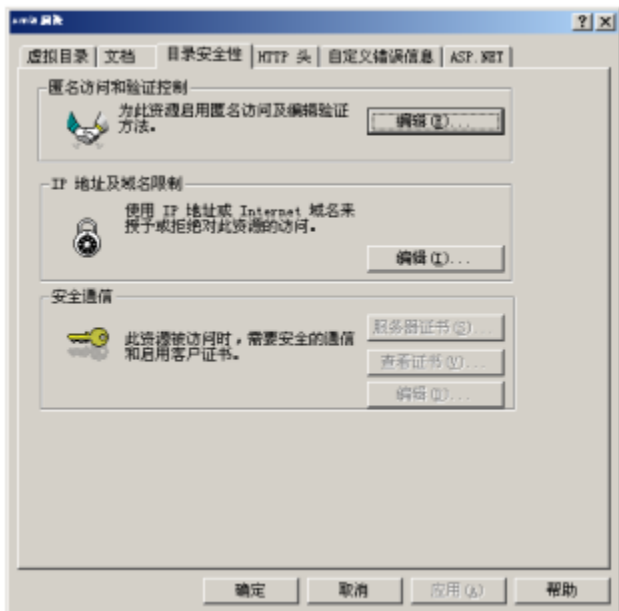 属性
虚拟目录 文档 目录安全性 HTTP 头 自定义错误信息 ASP.NET
匿名访问和验证控制
为此资源启用匿名访问及编辑验证
方法。
编辑(E)...
IP 地址及域名限制
使用 IP 地址或 Internet 域名来
授予或拒绝对此资源的访问。
编辑(I)...
安全通信
此资源被访问时，需要安全的通信
和启用客户证书。
服务器证书(S)...
查看证书(V)...
编辑(D)...
确定 取消 应用(A) 帮助